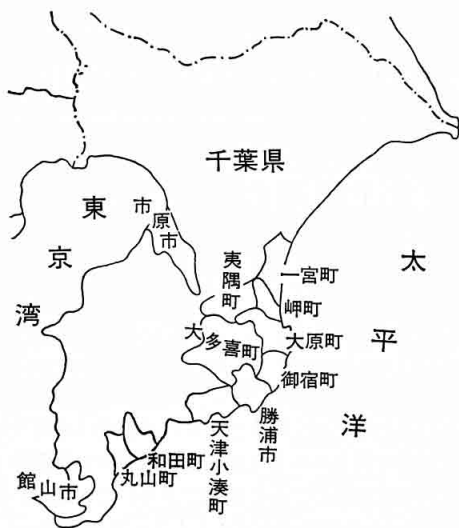 千葉県
東京湾
市原市
太平洋
夷隅町
一宮町
岬町
大多喜町
大原町
御宿町
勝浦市
天津小湊町
和田町
丸山町
館山市